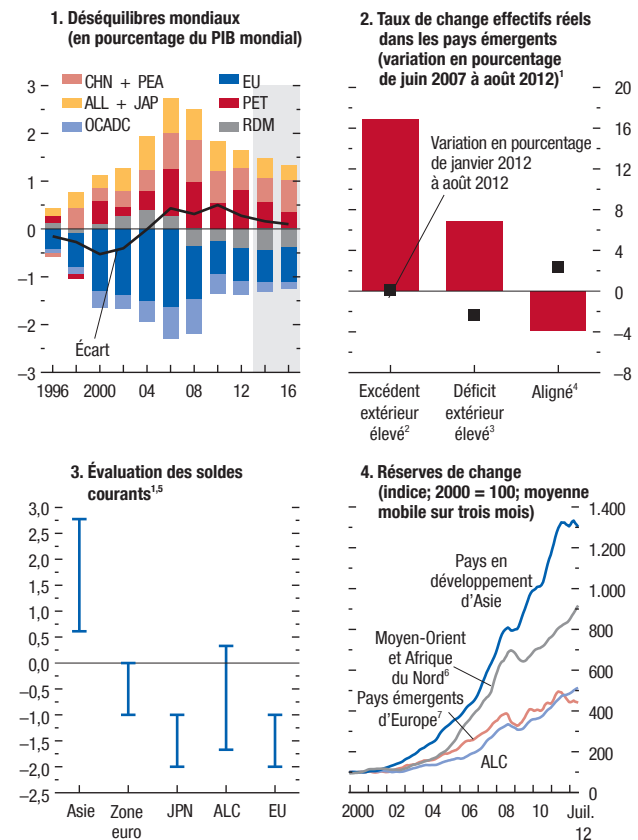 1. Déséquilibres mondiaux
(en pourcentage du PIB mondial)
3
2
1
0
–1
–2
–3
CHN + PEA
ALL + JAP
OCADC
EU
PET
RDM
Écart
1996
2000
04
08
12
16
2. Taux de change effectifs réels
dans les pays émergents
(variation en pourcentage
de juin 2007 à août 2012)¹
20
16
12
8
4
0
–4
–8
Variation en pourcentage
de janvier 2012
à août 2012
Excédent
extérieur
élevé²
Déficit
extérieur
élevé³
Aligné⁴
3. Évaluation des soldes
courants¹,⁵
3,0
2,5
2,0
1,5
1,0
0,5
0,0
–0,5
–1,0
–1,5
–2,0
–2,5
Asie
Zone
euro
JPN
ALC
EU
4. Réserves de change
(indice; 2000 = 100; moyenne
mobile sur trois mois)
1.400
1.200
1.000
800
600
400
200
0
Pays en
développement
d’Asie
Moyen-Orient
et Afrique
du Nord⁶
Pays émergents
d’Europe⁷
ALC
2000
02
04
06
08
10
Juil.
12